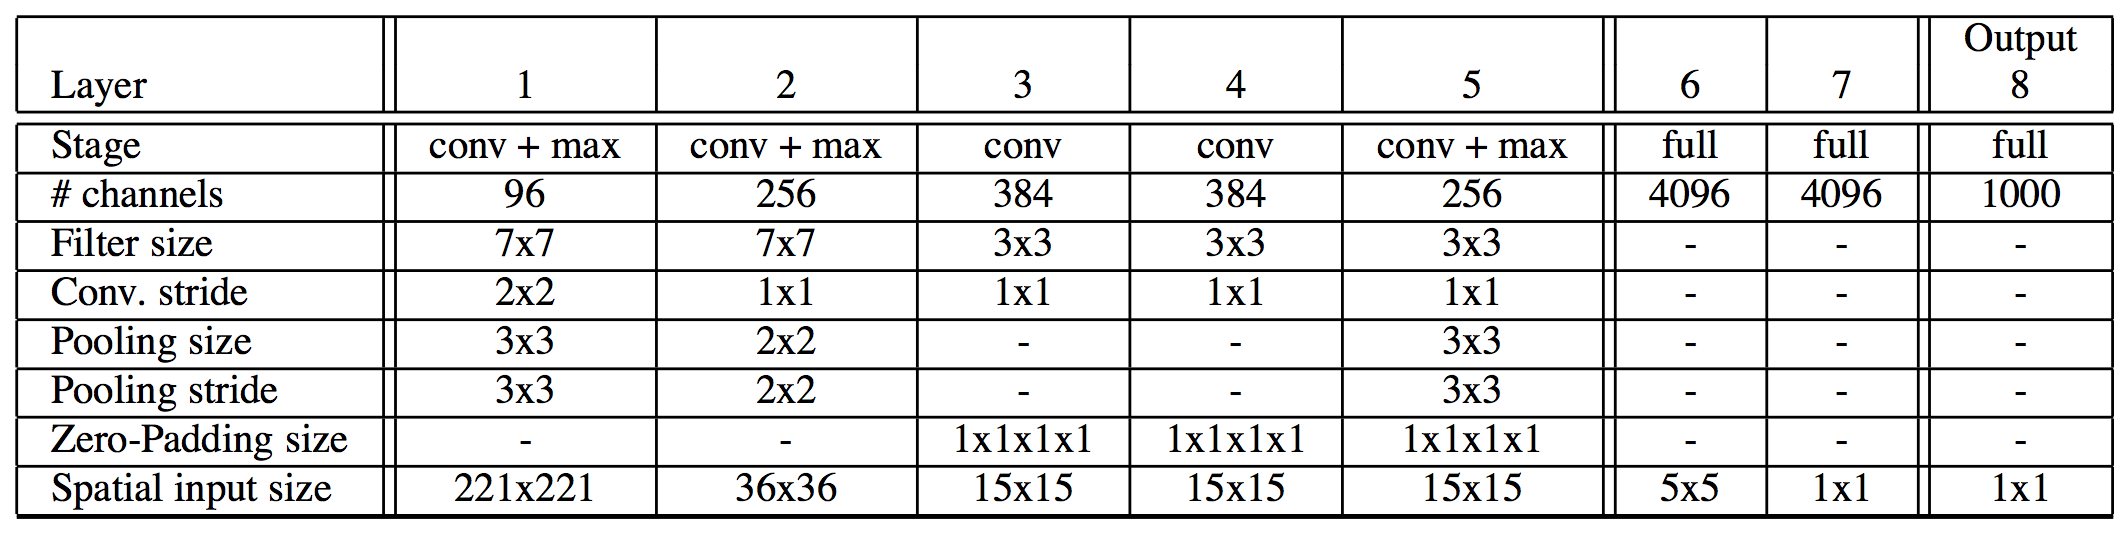 Output
Layer 1 2 3 4 5 6 7 8
Stage conv + max conv + max conv conv conv + max full full full
# channels 96 256 384 384 256 4096 4096 1000
Filter size 7x7 7x7 3x3 3x3 3x3 - - -
Conv. stride 2x2 1x1 1x1 1x1 1x1 - - -
Pooling size 3x3 2x2 - - 3x3 - - -
Pooling stride 3x3 2x2 - - 3x3 - - -
Zero-Padding size - - 1x1x1x1 1x1x1x1 1x1x1x1 - - -
Spatial input size 221x221 36x36 15x15 15x15 15x15 5x5 1x1 1x1